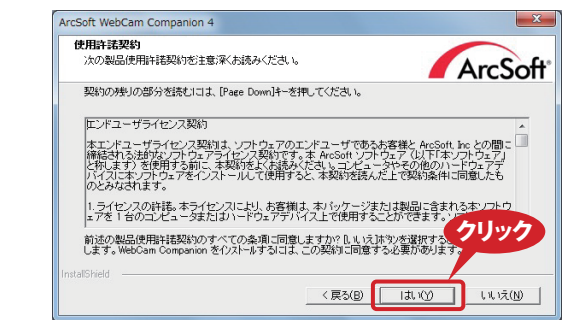 ArcSoft WebCam Companion 4
使用許諾契約
次の製品使用許諾契約を注意深くお読みください。
ArcSoft
契約の残りの部分を読むには、[Page Down]キーを押してください。
エンドユーザライセンス契約
本エンドユーザライセンス契約は、ソフトウェアのエンドユーザであるお客様と ArcSoft, Inc との間に
締結される法的なソフトウェアライセンス契約です。本 ArcSoft ソフトウェア (以下「本ソフトウェア」
と称します) を使用する前に、本契約をよくお読みください。コンピュータやその他のハードウェアデ
バイスに本ソフトウェアをインストールして使用すると、本契約を読んだ上で契約条件に同意したも
のとみなされます。
1. ライセンスの許諾。本ライセンスにより、お客様は、本パッケージまたは製品に含まれる本ソフトウ
ェアを 1 台のコンピュータまたはハードウェアデバイス上で使用することができます。
前述の製品使用許諾契約のすべての条項に同意しますか? [いいえ]ボタンを選択する
します。WebCam Companion をインストールするには、この契約に同意する必要があります。
クリック
InstallShield
< 戻る(B)
はい(Y)
いいえ(N)